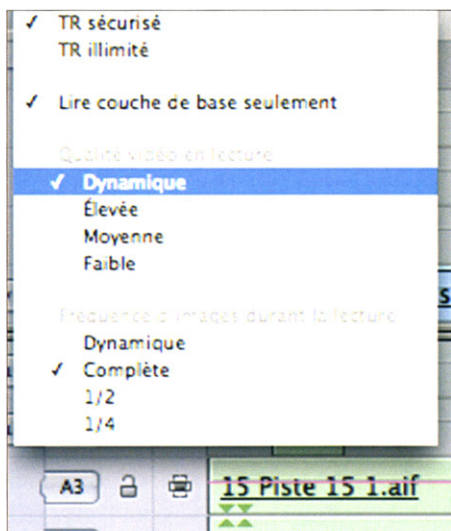 ✓ TR sécurisé
TR illimité
✓ Lire couche de base seulement
Qualité vidéo en lecture
✓ Dynamique
Élevée
Moyenne
Faible
Fréquence d'images durant la lecture
Dynamique
✓ Complète
1/2
1/4
S
A3 15 Piste 15 1.aif